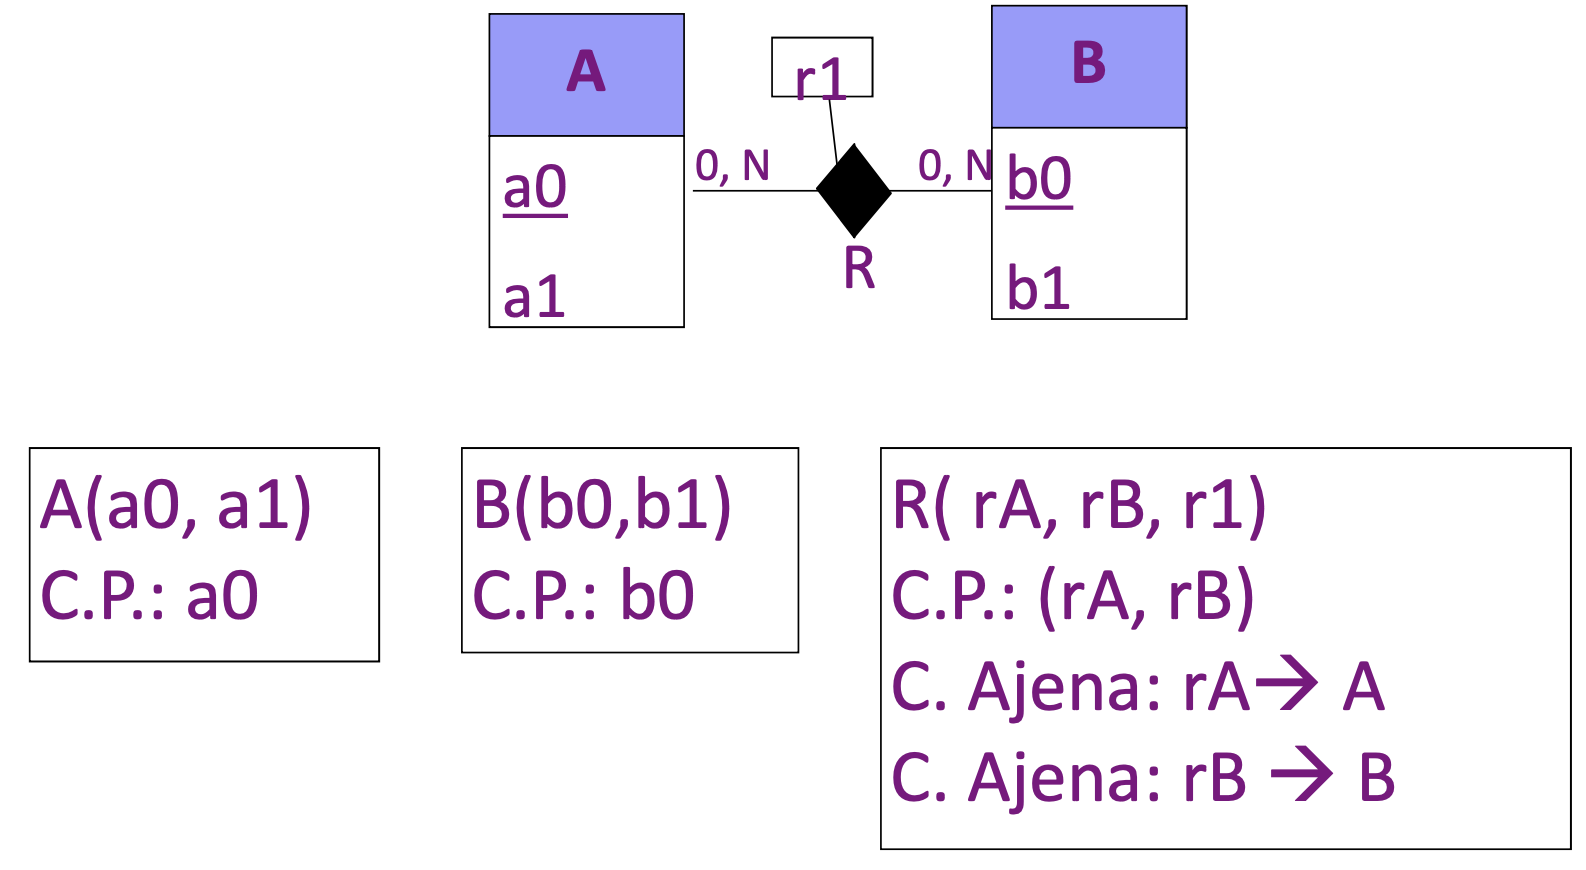 A
r1
B
0, N
0, N
a0
b0
R
a1
b1
A(a0, a1)
C.P.: a0
B(b0,b1)
C.P.: b0
R( rA, rB, r1)
C.P.: (rA, rB)
C. Ajena: rA→ A
C. Ajena: rB → B